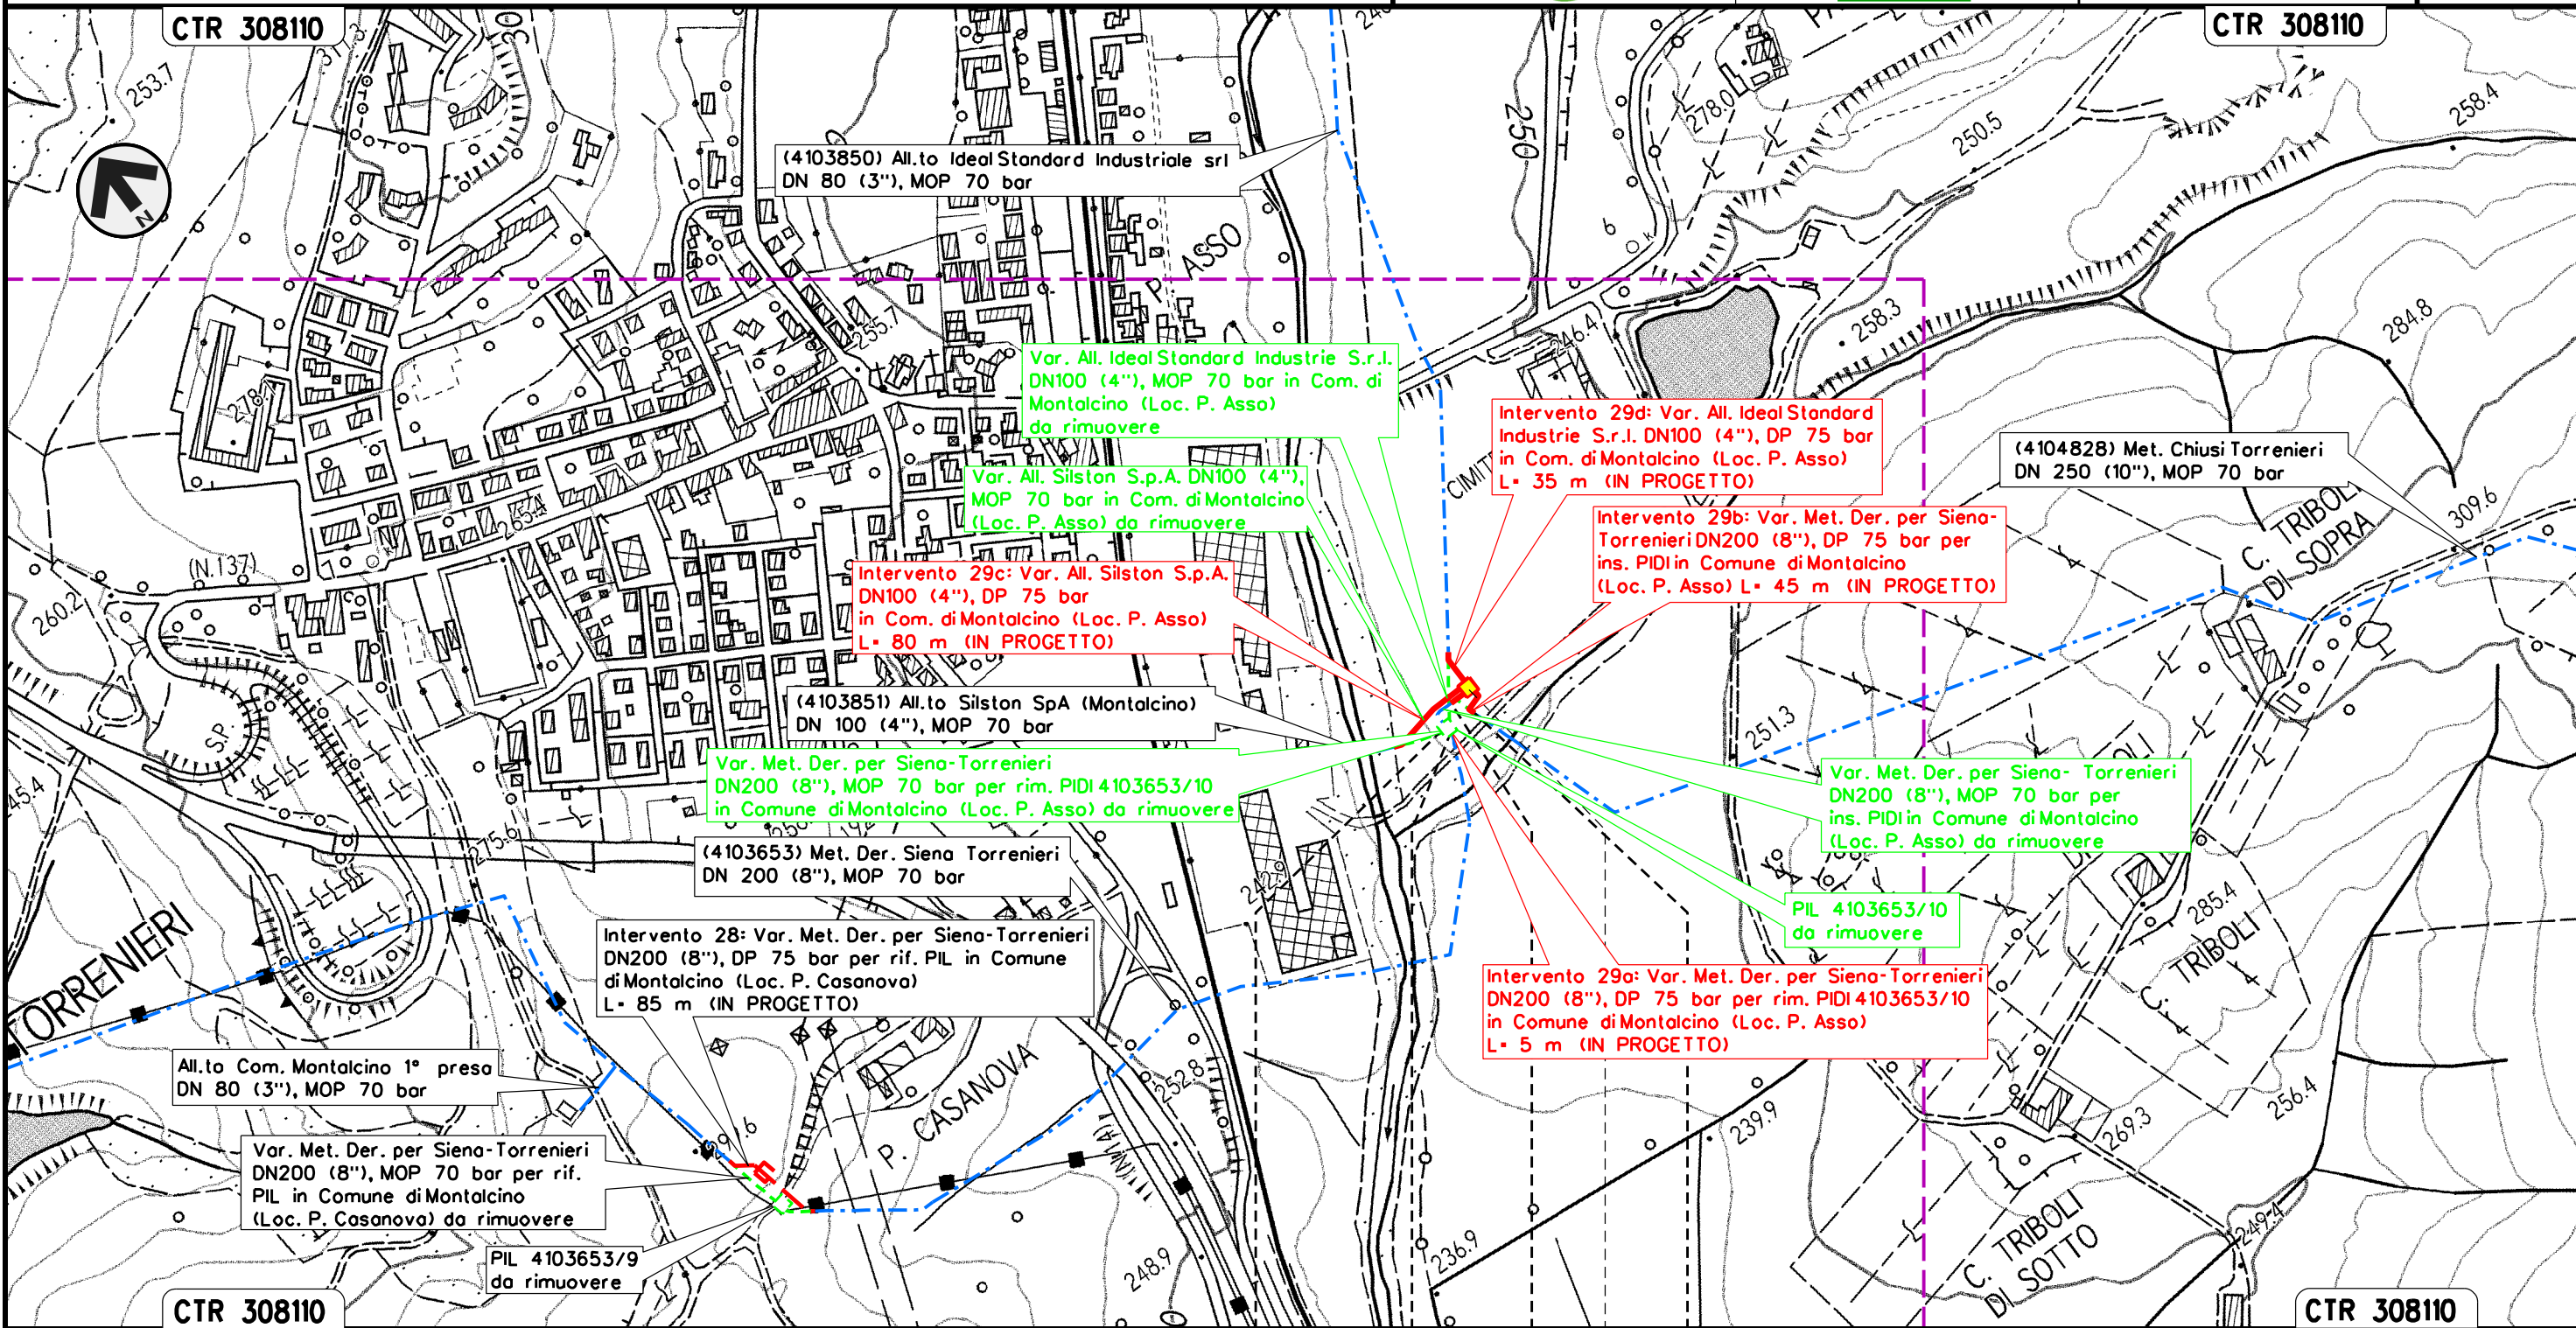 CTR 308110
CTR 308110
253.7
317.3
30
240
250
278.0
250.5
258.4
N
(4103850) All.to Ideal Standard Industriale srl
DN 80 (3"), MOP 70 bar
P. ASSO
6
k
255.7
246.4
258.3
284.8
278.1
Var. All. Ideal Standard Industrie S.r.l.
DN100 (4"), MOP 70 bar in Com. di
Montalcino (Loc. P. Asso)
da rimuovere
Intervento 29d: Var. All. Ideal Standard
Industrie S.r.l. DN100 (4"), DP 75 bar
in Com. di Montalcino (Loc. P. Asso)
L= 35 m (IN PROGETTO)
(4104828) Met. Chiusi Torrenieri
DN 250 (10"), MOP 70 bar
Var. All. Silston S.p.A. DN100 (4"),
MOP 70 bar in Com. di Montalcino
(Loc. P. Asso) da rimuovere
Intervento 29b: Var. Met. Der. per Siena-
Torrenieri DN200 (8"), DP 75 bar per
ins. PIDI in Comune di Montalcino
(Loc. P. Asso) L= 45 m (IN PROGETTO)
263.4
309.6
C. TRIBOLI
DI SOPRA
(N.137)
260.2
Intervento 29c: Var. All. Silston S.p.A.
DN100 (4"), DP 75 bar
in Com. di Montalcino (Loc. P. Asso)
L= 80 m (IN PROGETTO)
(4103851) All.to Silston SpA (Montalcino)
DN 100 (4"), MOP 70 bar
S.P.
251.3
Var. Met. Der. per Siena-Torrenieri
DN200 (8"), MOP 70 bar per rim. PIDI 4103653/10
in Comune di Montalcino (Loc. P. Asso) da rimuovere
Var. Met. Der. per Siena- Torrenieri
DN200 (8"), MOP 70 bar per
ins. PIDI in Comune di Montalcino
(Loc. P. Asso) da rimuovere
45.4
275.6
(4103653) Met. Der. Siena Torrenieri
DN 200 (8"), MOP 70 bar
242.9
PIL 4103653/10
da rimuovere
285.4
C. TRIBOLI
TORRENIERI
Intervento 28: Var. Met. Der. per Siena-Torrenieri
DN200 (8"), DP 75 bar per rif. PIL in Comune
di Montalcino (Loc. P. Casanova)
L= 85 m (IN PROGETTO)
Intervento 29a: Var. Met. Der. per Siena-Torrenieri
DN200 (8"), DP 75 bar per rim. PIDI 4103653/10
in Comune di Montalcino (Loc. P. Asso)
L= 5 m (IN PROGETTO)
All.to Com. Montalcino 1° presa
DN 80 (3"), MOP 70 bar
P. CASANOVA
252.8
239.9
269.3
256.4
Var. Met. Der. per Siena-Torrenieri
DN200 (8"), MOP 70 bar per rif.
PIL in Comune di Montalcino
(Loc. P. Casanova) da rimuovere
PIL 4103653/9
da rimuovere
248.9
236.9
249.4
C. TRIBOLI
DI SOTTO
CTR 308110
CTR 308110